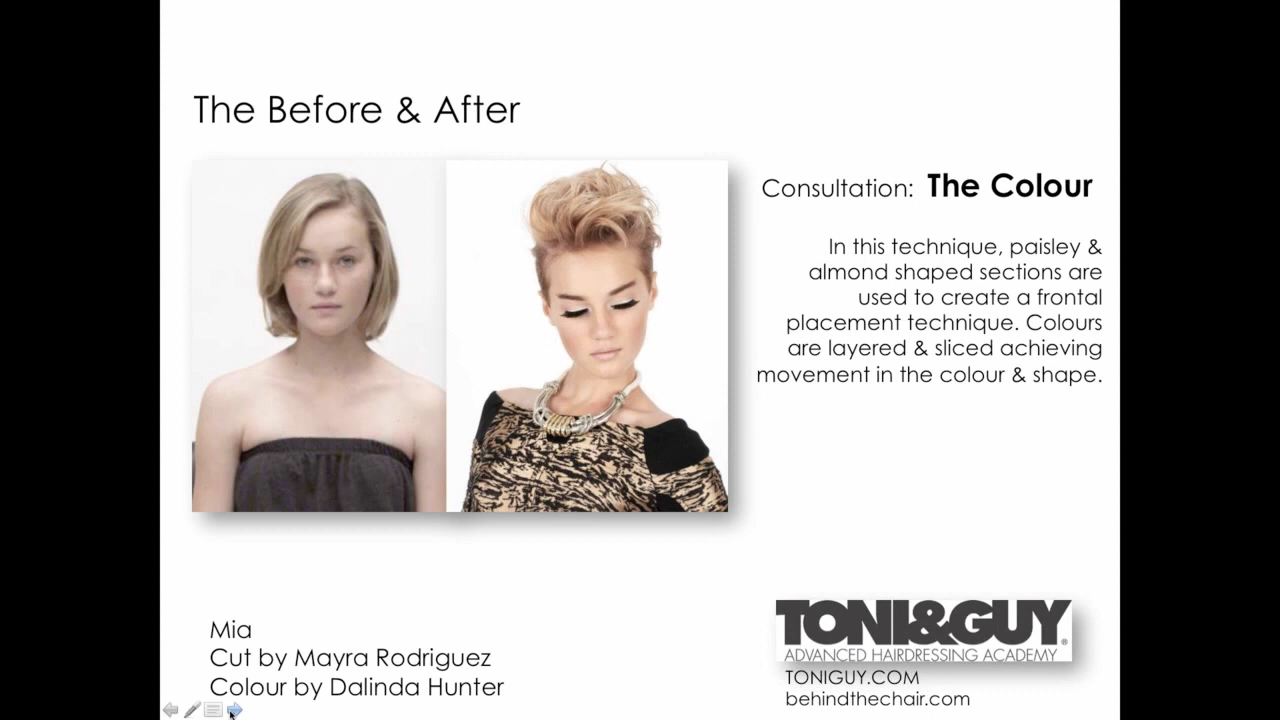 The Before & After
Consultation: The Colour
In this technique, paisley &
almond shaped sections are
used to create a frontal
placement technique. Colours
are layered & sliced achieving
movement in the colour & shape.
Mia
Cut by Mayra Rodriguez
Colour by Dalinda Hunter
TONI&GUY®
ADVANCED HAIRDRESSING ACADEMY
TONIGUY.COM
behindthechair.com